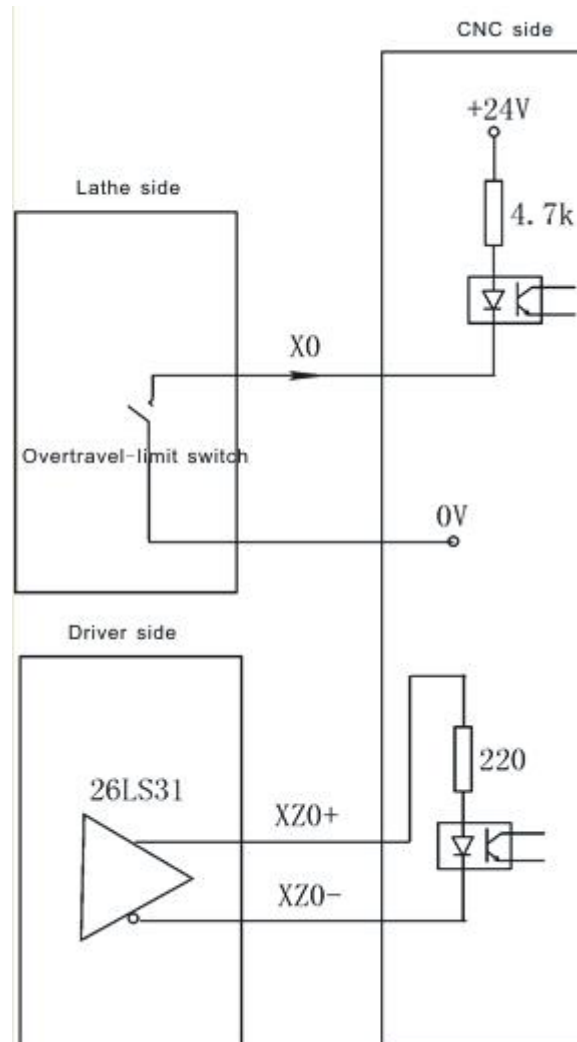 CNC side
+24V
Lathe side
4.7k
X0
Overtravel-limit switch
0V
Driver side
220
26LS31
XZ0+
XZ0-